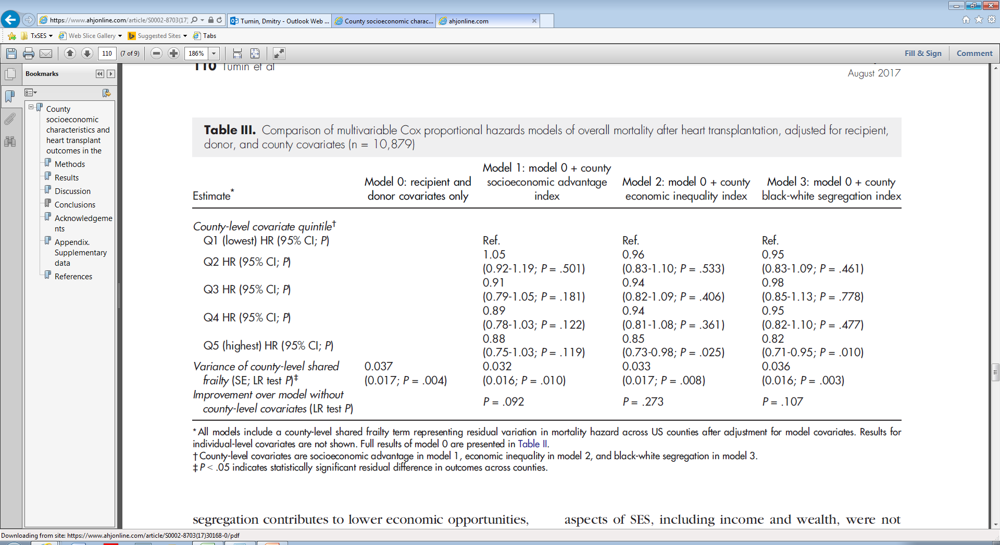 https://www.ahjonline.com/article/S0002-8703(17)
Tumin, Dmitry - Outlook Web ...
County socioeconomic charac...
ahjonline.com
TxSES
Web Slice Gallery
Suggested Sites
Tabs
110
(7 of 9)
186%
Fill & Sign
Comment
Bookmarks
County
socioeconomic
characteristics and
heart transplant
outcomes in the
Methods
Results
Discussion
Conclusions
Acknowledgeme
nts
Appendix.
Supplementary
data
References
110 Tumin et al
August 2017
Table III. Comparison of multivariable Cox proportional hazards models of overall mortality after heart transplantation, adjusted for recipient,
donor, and county covariates (n = 10,879)
Estimate*
Model 0: recipient and
donor covariates only
Model 1: model 0 + county
socioeconomic advantage
index
Model 2: model 0 + county
economic inequality index
Model 3: model 0 + county
black-white segregation index
County-level covariate quintile†
Q1 (lowest) HR (95% CI; P) Ref. Ref. Ref.
Q2 HR (95% CI; P)
1.05 0.96 0.95
(0.92-1.19; P = .501) (0.83-1.10; P = .533) (0.83-1.09; P = .461)
Q3 HR (95% CI; P)
0.91 0.94 0.98
(0.79-1.05; P = .181) (0.82-1.09; P = .406) (0.85-1.13; P = .778)
Q4 HR (95% CI; P)
0.89 0.94 0.95
(0.78-1.03; P = .122) (0.81-1.08; P = .361) (0.82-1.10; P = .477)
Q5 (highest) HR (95% CI; P)
0.88 0.85 0.82
(0.75-1.03; P = .119) (0.73-0.98; P = .025) (0.71-0.95; P = .010)
Variance of county-level shared 0.037 0.032 0.033 0.036
frailty (SE; LR test P)‡ (0.017; P = .004) (0.016; P = .010) (0.017; P = .008) (0.016; P = .003)
Improvement over model without
county-level covariates (LR test P)
P = .092 P = .273 P = .107
*All models include a county-level shared frailty term representing residual variation in mortality hazard across US counties after adjustment for model covariates. Results for
individual-level covariates are not shown. Full results of model 0 are presented in Table II.
†County-level covariates are socioeconomic advantage in model 1, economic inequality in model 2, and black-white segregation in model 3.
‡P < .05 indicates statistically significant residual difference in outcomes across counties.
segregation contributes to lower economic opportunities,
aspects of SES, including income and wealth, were not
Downloading from site: https://www.ahjonline.com/article/S0002-8703(17)30168-0/pdf